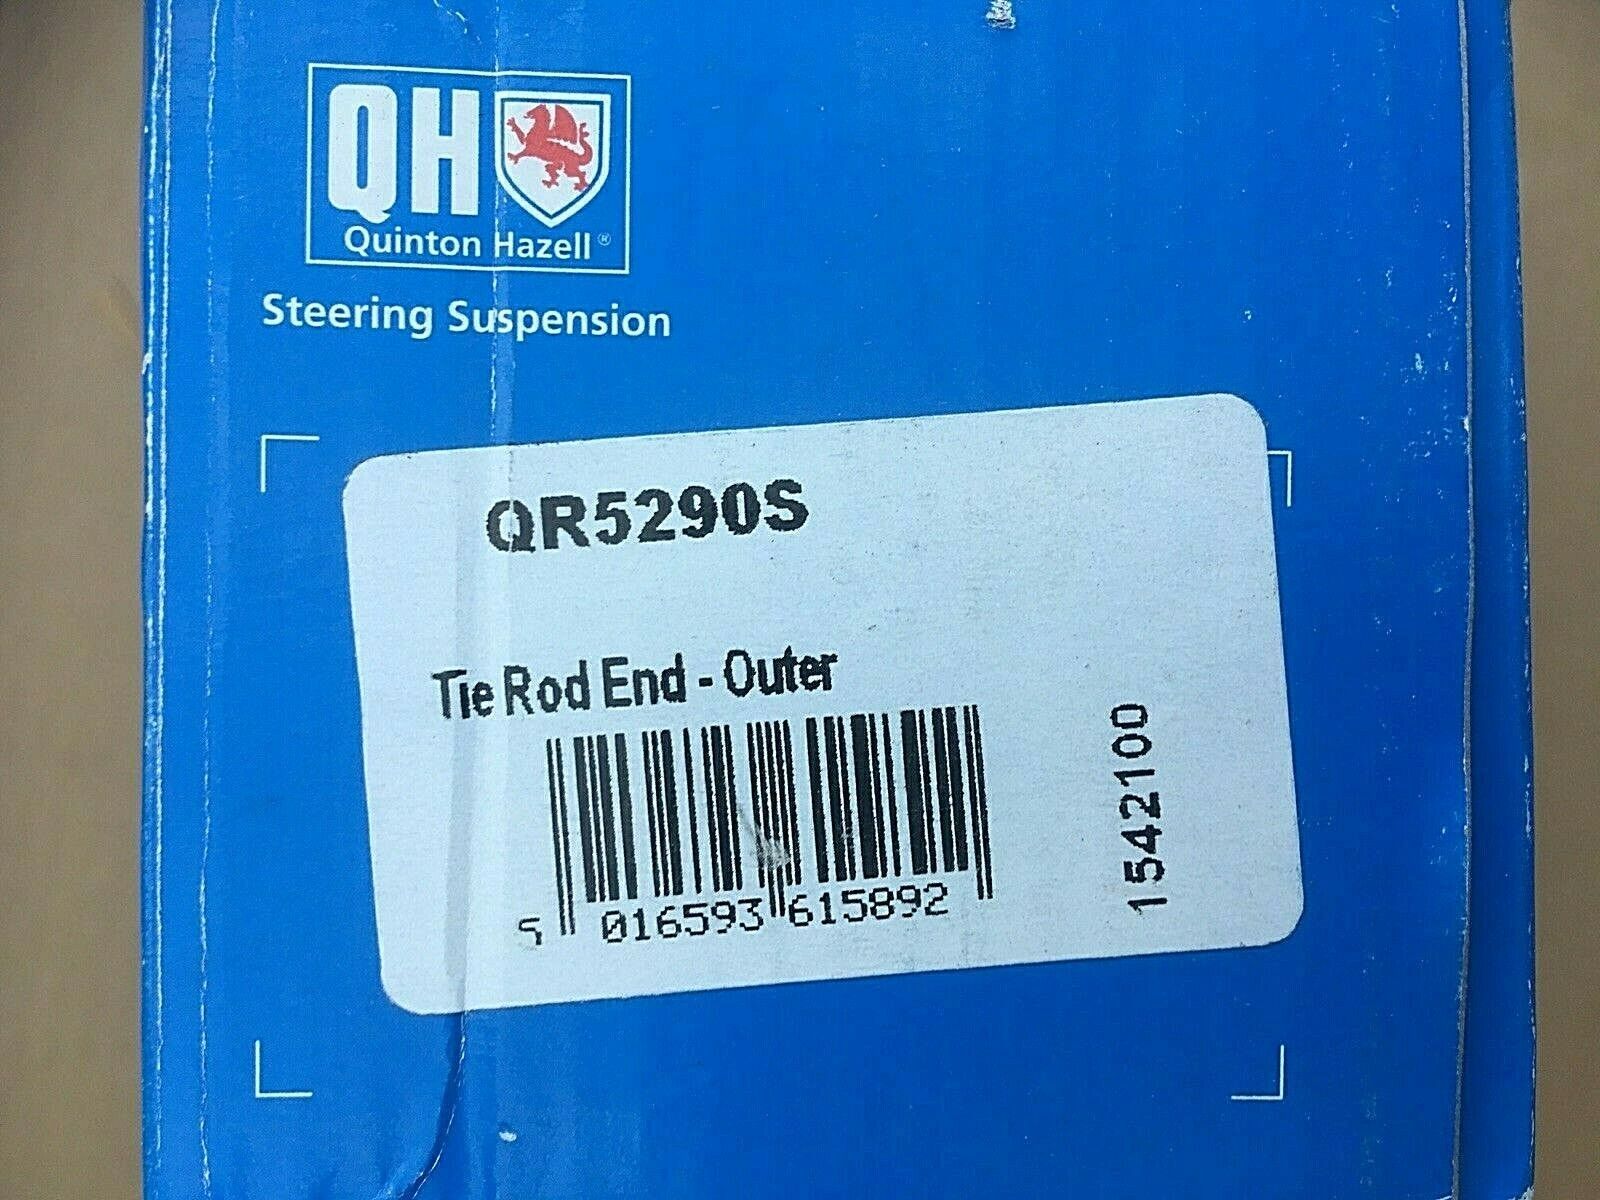 QH
Quinton Hazell®
Steering Suspension
QR5290S
Tie Rod End - Outer
5 016593 615892
1542100